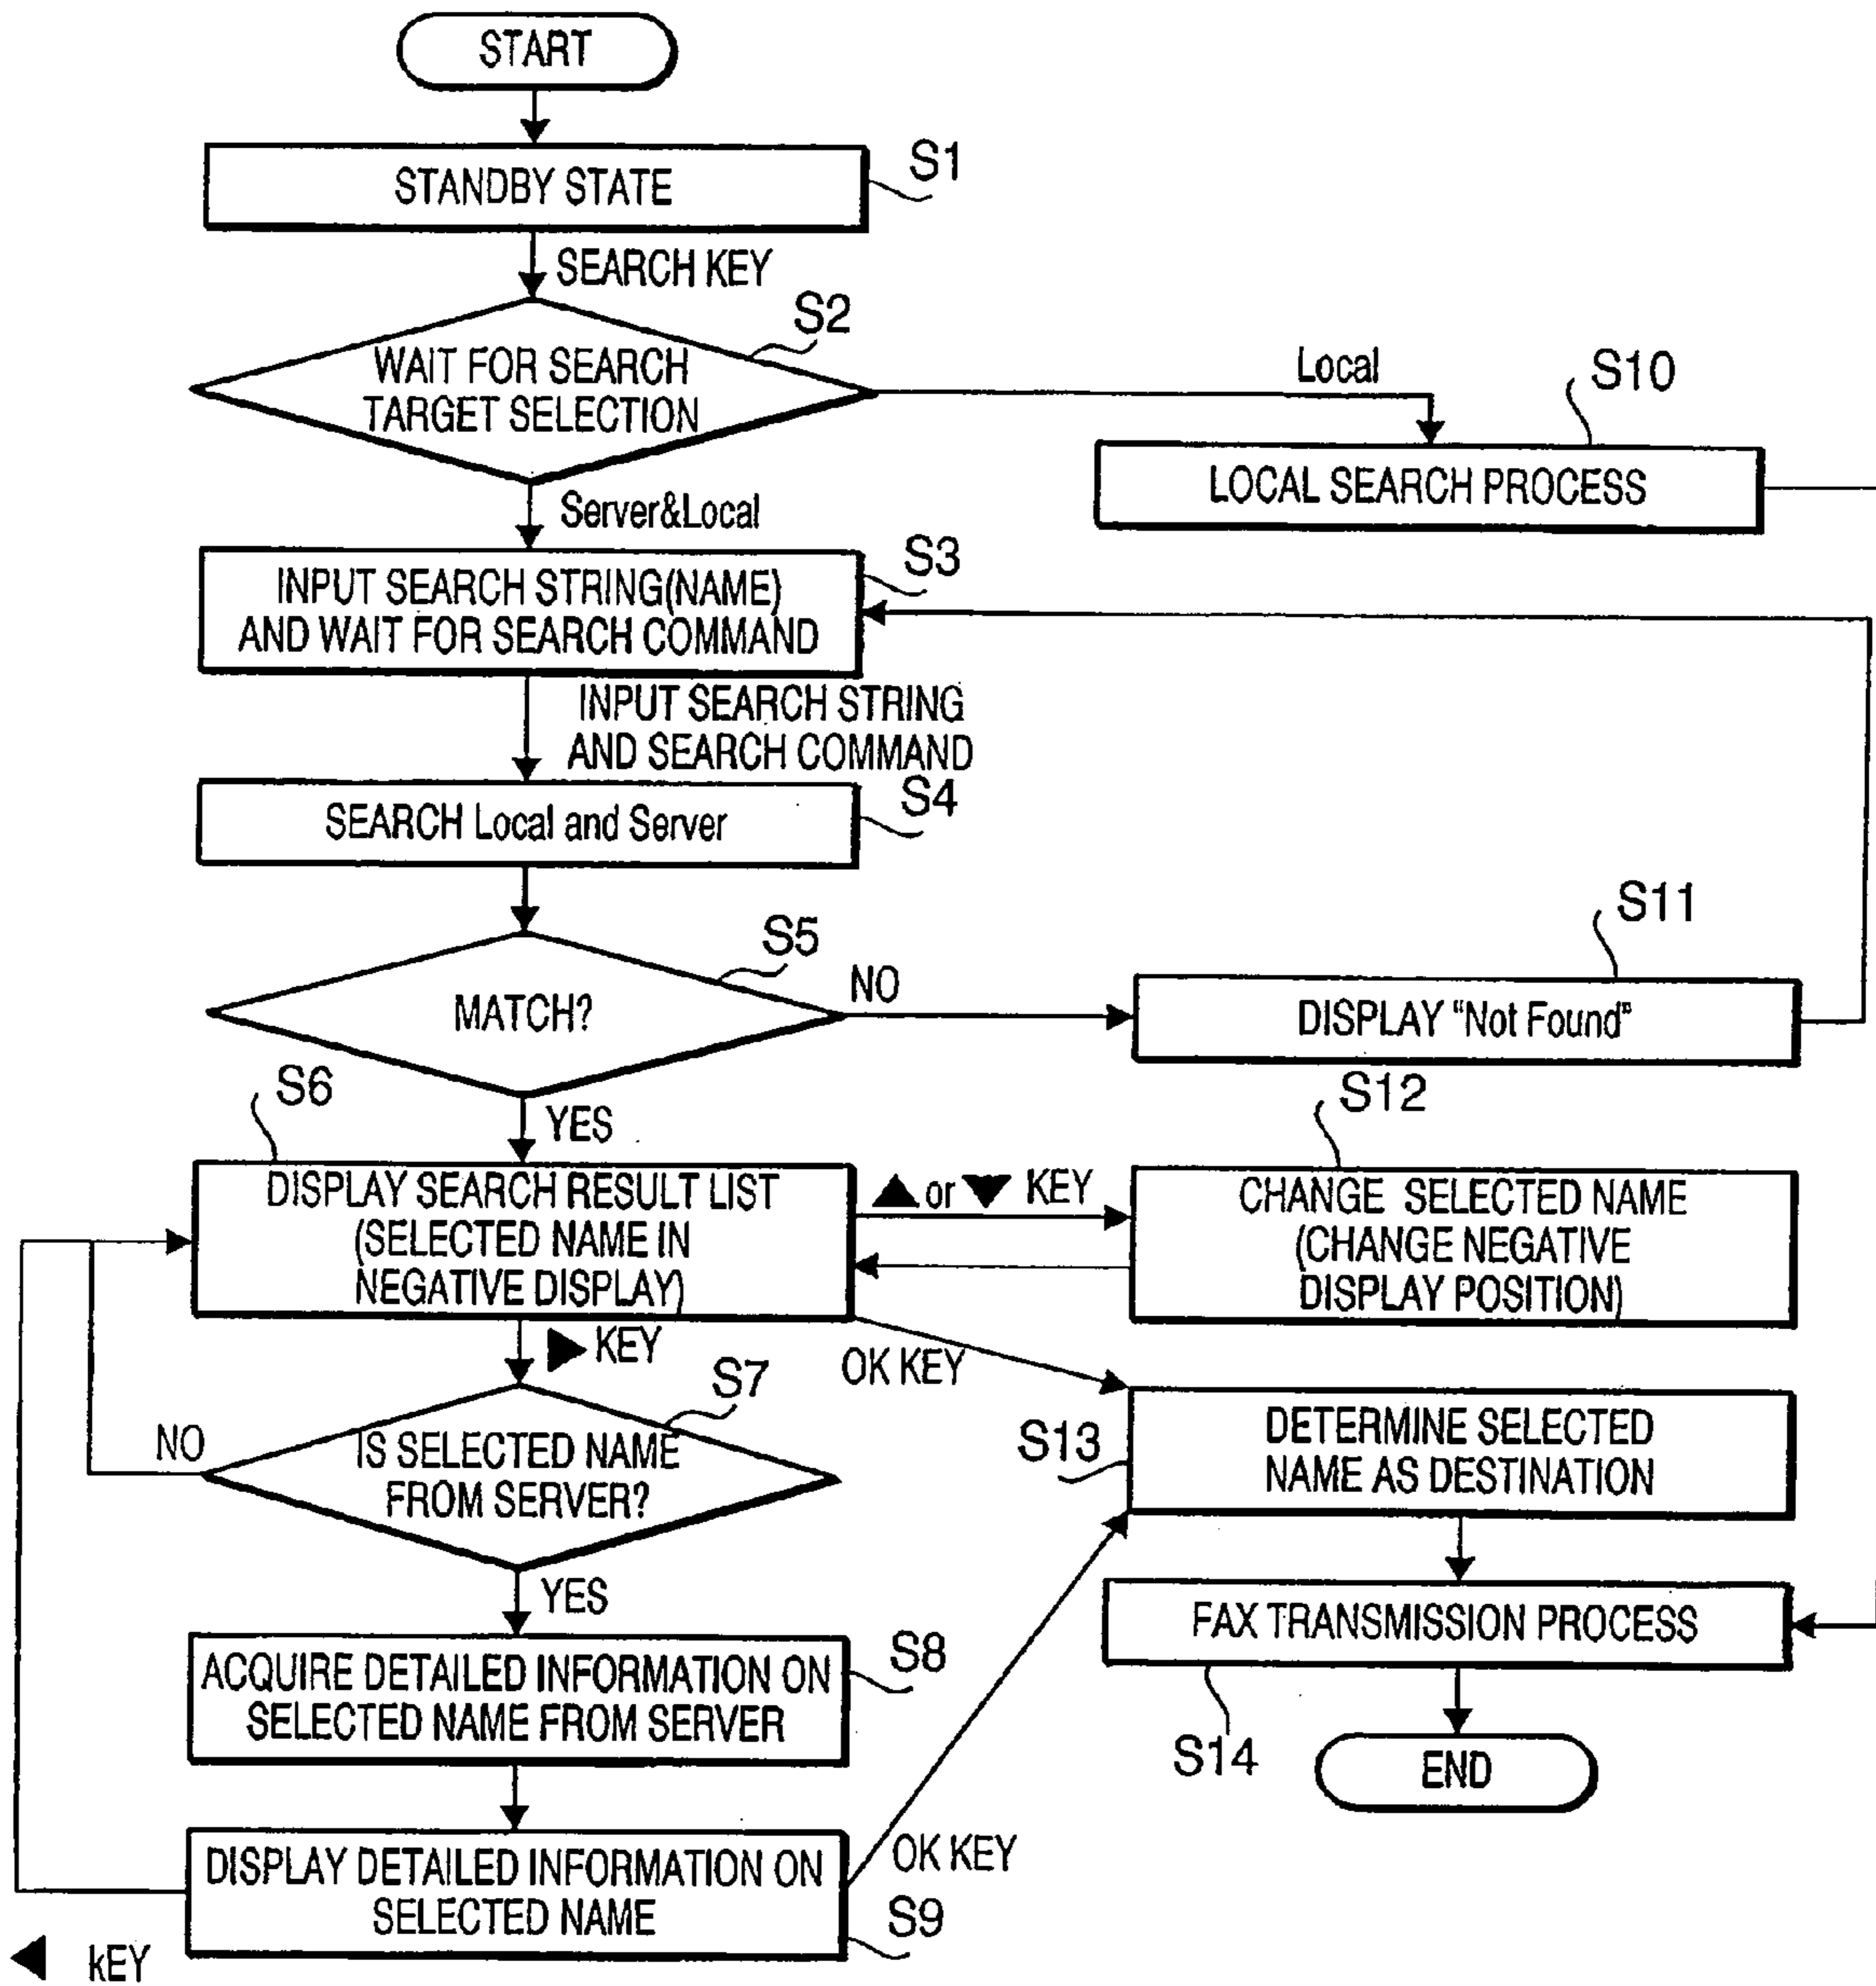 START
STANDBY STATE
S1
SEARCH KEY
S2
WAIT FOR SEARCH
TARGET SELECTION
Local
S10
LOCAL SEARCH PROCESS
Server&Local
S3
INPUT SEARCH STRING(NAME)
AND WAIT FOR SEARCH COMMAND
INPUT SEARCH STRING
AND SEARCH COMMAND
S4
SEARCH Local and Server
S5
MATCH?
NO
S11
DISPLAY "Not Found"
S6
YES
S12
DISPLAY SEARCH RESULT LIST
(SELECTED NAME IN
NEGATIVE DISPLAY)
▲ or ▼ KEY
CHANGE SELECTED NAME
(CHANGE NEGATIVE
DISPLAY POSITION)
▶ KEY
OK KEY
S7
NO
IS SELECTED NAME
FROM SERVER?
S13
DETERMINE SELECTED
NAME AS DESTINATION
YES
FAX TRANSMISSION PROCESS
S8
ACQUIRE DETAILED INFORMATION ON
SELECTED NAME FROM SERVER
S14
END
OK KEY
DISPLAY DETAILED INFORMATION ON
SELECTED NAME
S9
◀ kEY